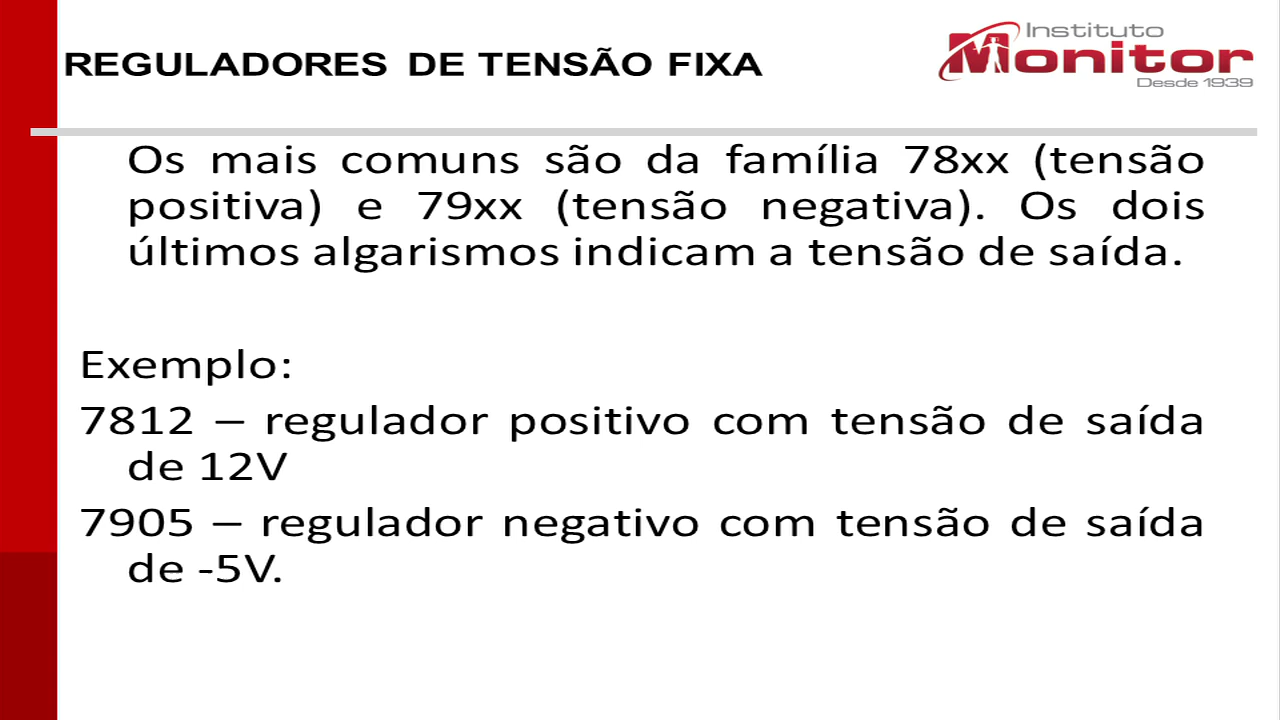 REGULADORES DE TENSÃO FIXA
Instituto
Monitor
Desde 1939
Os mais comuns são da família 78xx (tensão
positiva) e 79xx (tensão negativa). Os dois
últimos algarismos indicam a tensão de saída.
Exemplo:
7812 – regulador positivo com tensão de saída
de 12V
7905 – regulador negativo com tensão de saída
de -5V.